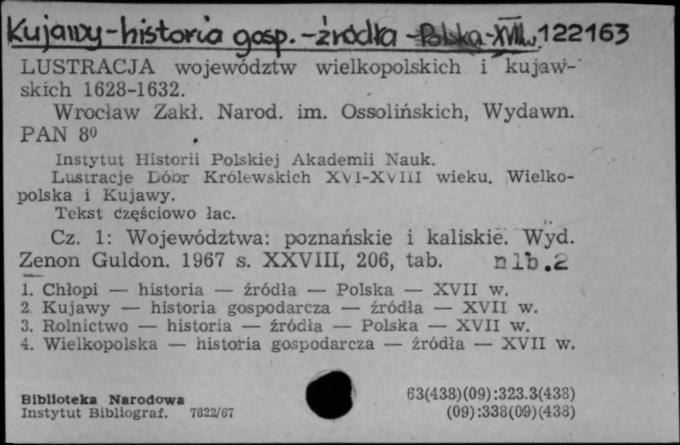 Kujawy-historia gosp.-źródła-Polska-XVII w. 122163
LUSTRACJA województw wielkopolskich i kujaw-
skich 1628-1632.
Wrocław Zakł. Narod. im. Ossolińskich, Wydawn.
PAN 8⁰
Instytut Historii Polskiej Akademii Nauk.
Lustracje Dóbr Królewskich XVI-XVIII wieku. Wielko-
polska i Kujawy.
Tekst częściowo łac.
Cz. 1: Województwa: poznańskie i kaliskie. Wyd.
Zenon Guldon. 1967 s. XXVIII, 206, tab. nlb.2
1. Chłopi — historia — źródła — Polska — XVII w.
2. Kujawy — historia gospodarcza — źródła — XVII w.
3. Rolnictwo — historia — źródła — Polska — XVII w.
4. Wielkopolska — historia gospodarcza — źródła — XVII w.
Biblioteka Narodowa 63(438)(09):323.3(438)
Instytut Bibliograf. 7822/67 (09):338(09)(438)